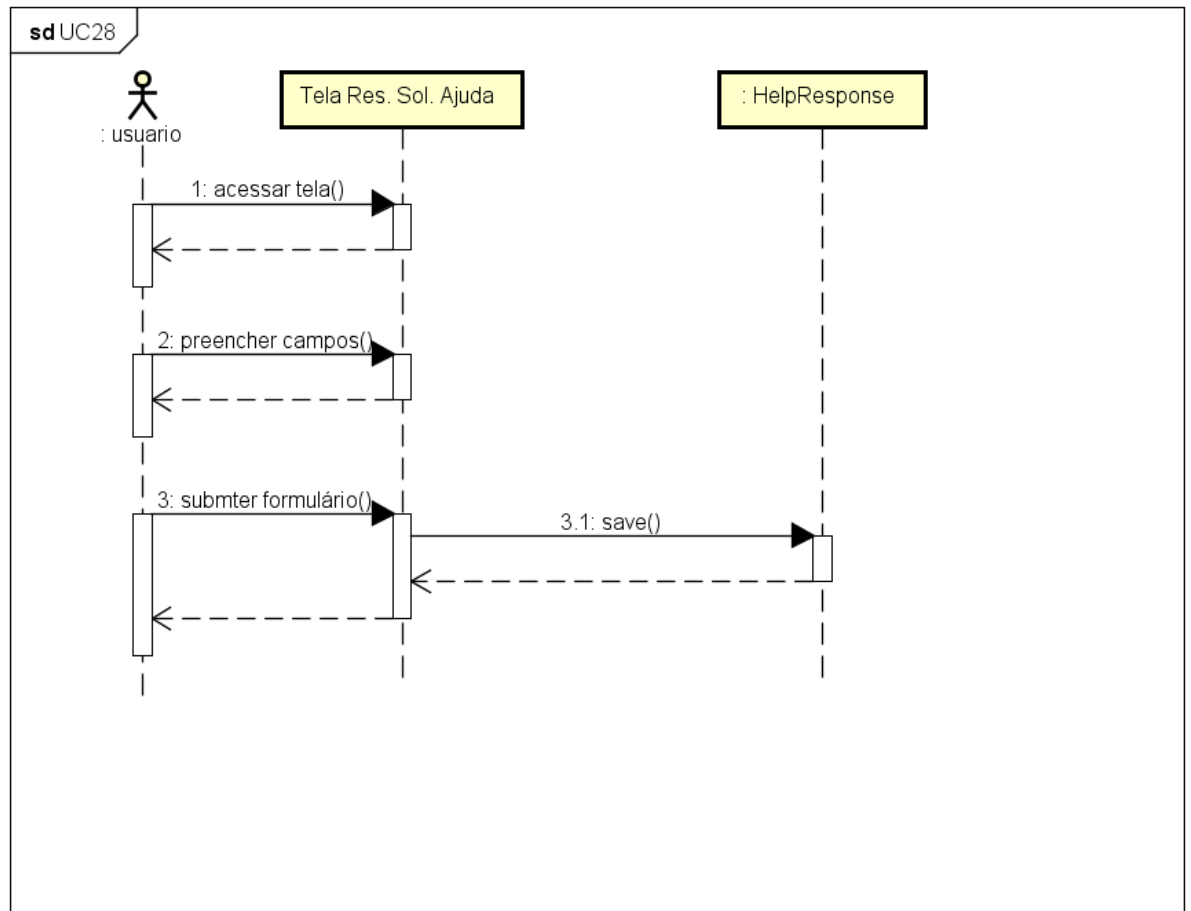 sd UC28
Tela Res. Sol. Ajuda
: HelpResponse
: usuario
1: acessar tela()
2: preencher campos()
3: submter formulário()
3.1: save()